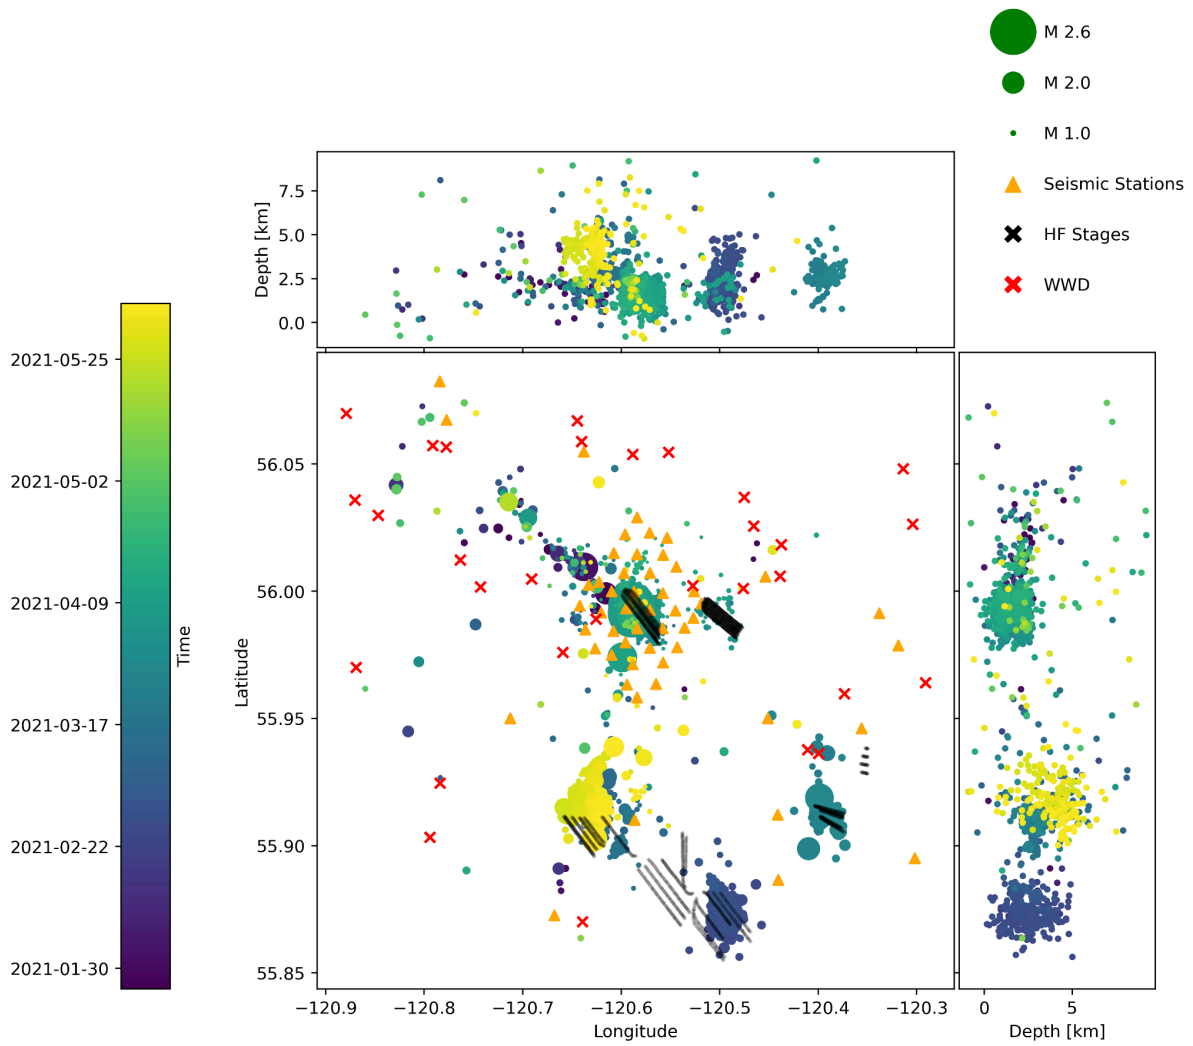 M 2.6
M 2.0
M 1.0
Seismic Stations
HF Stages
WWD
7.5
5.0
2.5
0.0
Depth [km]
2021-05-25
2021-05-02
2021-04-09
2021-03-17
2021-02-22
2021-01-30
Time
56.05
56.00
55.95
55.90
55.85
Latitude
−120.9
−120.8
−120.7
−120.6
−120.5
−120.4
−120.3
Longitude
0
5
Depth [km]